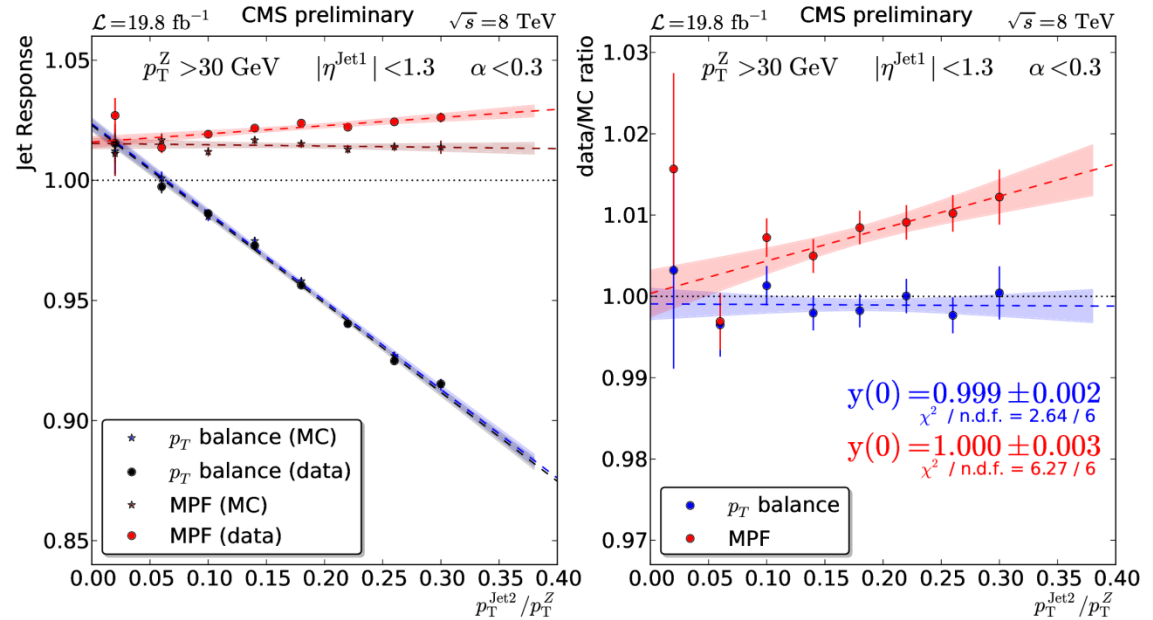 CMS preliminary
ℒ = 19.8 fb⁻¹
√s = 8 TeV
p_T^Z > 30 GeV |η^Jet1| < 1.3 α < 0.3
Jet Response
1.05
1.00
0.95
0.90
0.85
p_T balance (MC)
p_T balance (data)
MPF (MC)
MPF (data)
0.00 0.05 0.10 0.15 0.20 0.25 0.30 0.35 0.40
p_T^Jet2/p_T^Z
CMS preliminary
ℒ = 19.8 fb⁻¹
√s = 8 TeV
p_T^Z > 30 GeV |η^Jet1| < 1.3 α < 0.3
data/MC ratio
1.03
1.02
1.01
1.00
0.99
0.98
0.97
y(0) = 0.999 ± 0.002
χ² / n.d.f. = 2.64 / 6
y(0) = 1.000 ± 0.003
χ² / n.d.f. = 6.27 / 6
p_T balance
MPF
0.00 0.05 0.10 0.15 0.20 0.25 0.30 0.35 0.40
p_T^Jet2/p_T^Z